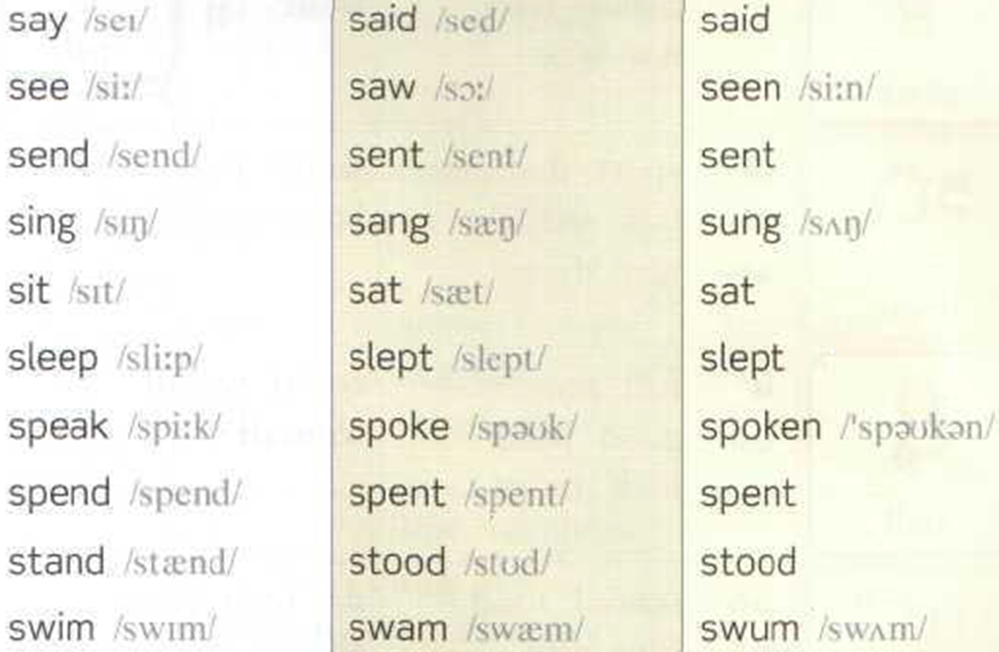 say /seɪ/ said /sed/ said
see /siː/ saw /sɔː/ seen /siːn/
send /send/ sent /sent/ sent
sing /sɪŋ/ sang /sæŋ/ sung /sʌŋ/
sit /sɪt/ sat /sæt/ sat
sleep /sliːp/ slept /slept/ slept
speak /spiːk/ spoke /spəʊk/ spoken /'spəʊkən/
spend /spend/ spent /spent/ spent
stand /stænd/ stood /stʊd/ stood
swim /swɪm/ swam /swæm/ swum /swʌm/